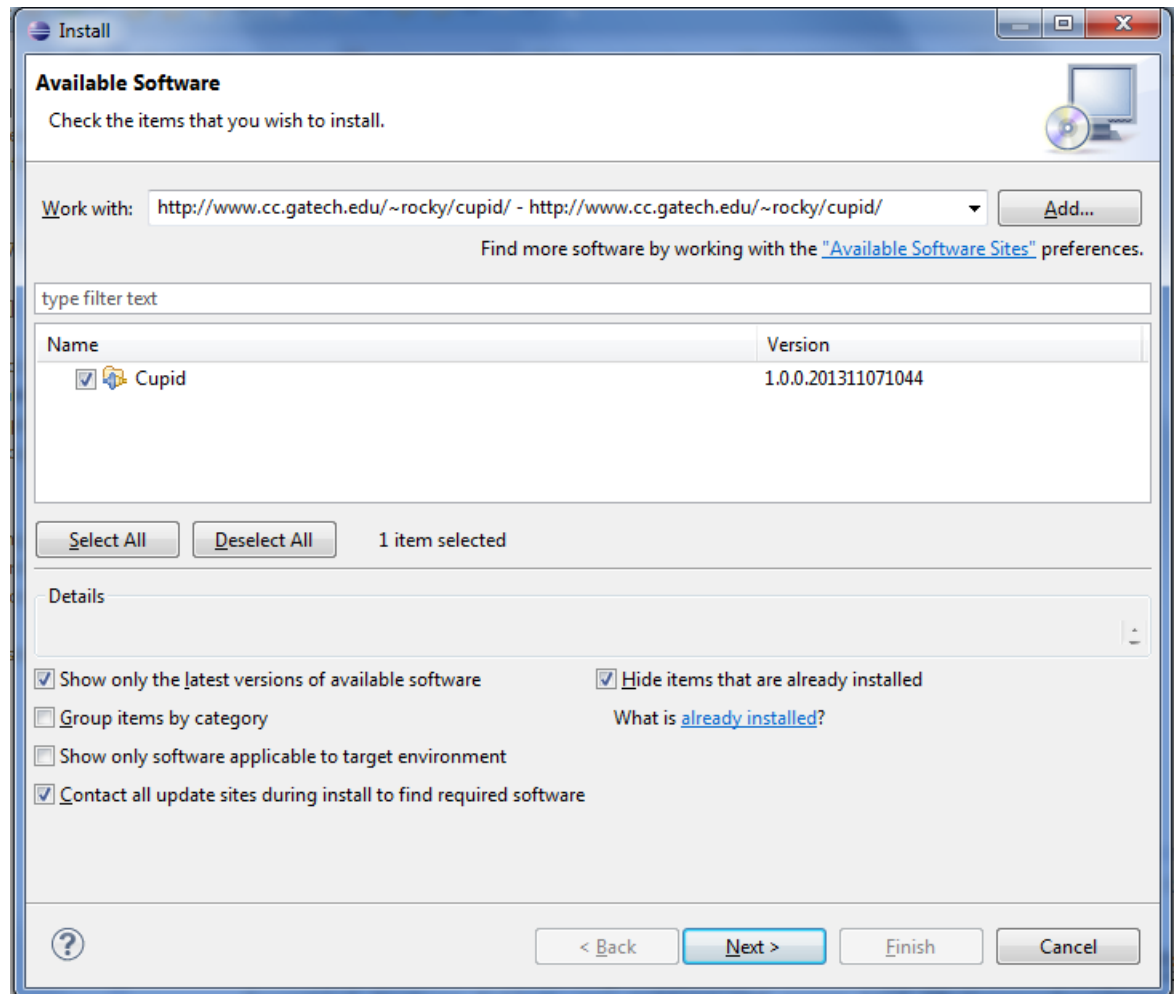 Install
Available Software
Check the items that you wish to install.
Work with: http://www.cc.gatech.edu/~rocky/cupid/ - http://www.cc.gatech.edu/~rocky/cupid/ Add...
Find more software by working with the "Available Software Sites" preferences.
type filter text
Name Version
Cupid 1.0.0.201311071044
Select All Deselect All 1 item selected
Details
Show only the latest versions of available software Hide items that are already installed
Group items by category What is already installed?
Show only software applicable to target environment
Contact all update sites during install to find required software
? < Back Next > Finish Cancel